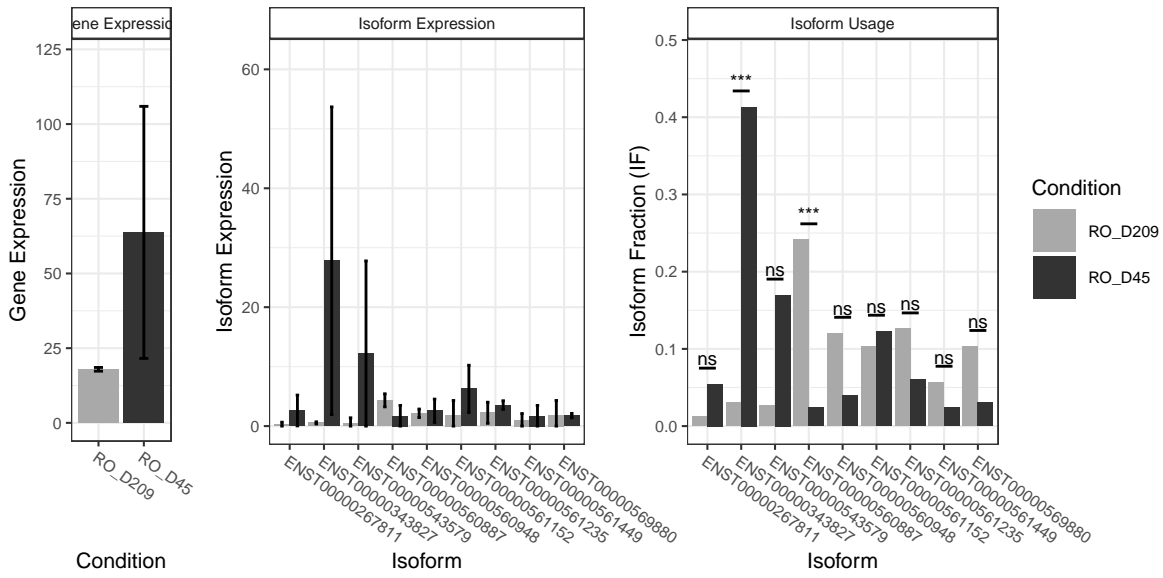 ene Expressio
Gene Expression
125
100
75
50
25
0
RO_D209
RO_D45
Condition
Isoform Expression
Isoform Expression
60
40
20
0
ENST00000267811
ENST00000343827
ENST00000543579
ENST00000560887
ENST00000560948
ENST00000561152
ENST00000561235
ENST00000561449
ENST00000569880
Isoform
Isoform Usage
Isoform Fraction (IF)
0.5
0.4
0.3
0.2
0.1
0.0
ns
***
ns
***
ns
ns
ns
ns
ns
ENST00000267811
ENST00000343827
ENST00000543579
ENST00000560887
ENST00000560948
ENST00000561152
ENST00000561235
ENST00000561449
ENST00000569880
Isoform
Condition
RO_D209
RO_D45